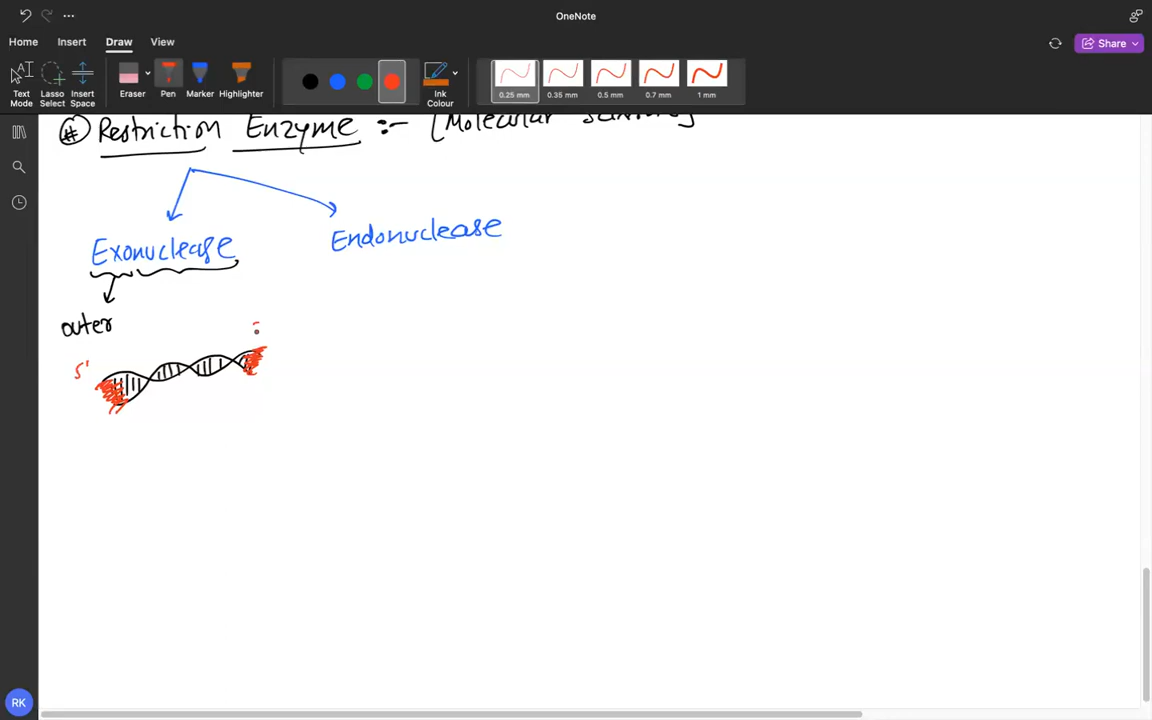 OneNote
Home Insert Draw View
Share
Text Mode
Lasso Select
Insert Space
Eraser
Pen
Marker
Highlighter
Ink Colour
0.25 mm
0.35 mm
0.5 mm
0.7 mm
1 mm
# Restriction Enzyme :- [Molecular
Exonuclease
Endonuclease
outer
5'
RK